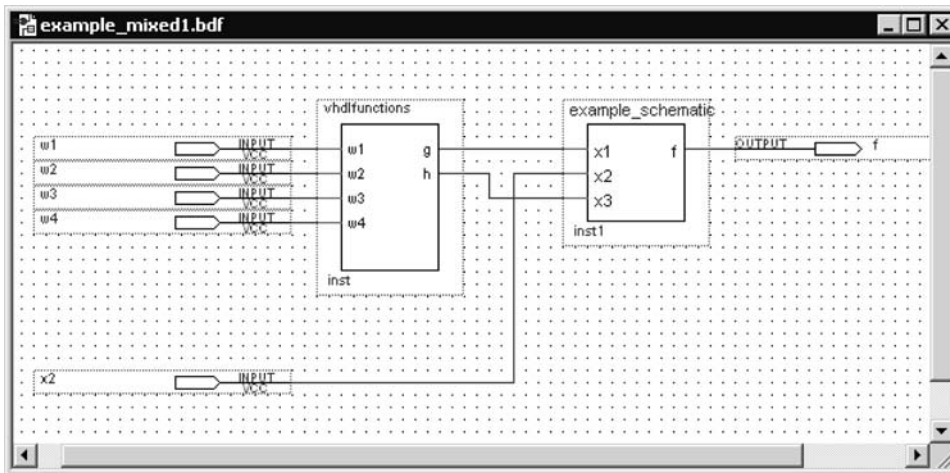 example_mixed1.bdf
vhdlfunctions
example_schematic
w1 INPUT VCC
w2 INPUT VCC
w3 INPUT VCC
w4 INPUT VCC
w1 g
w2 h
w3
w4
inst
x1 f
x2
x3
inst1
OUTPUT f
x2 INPUT VCC